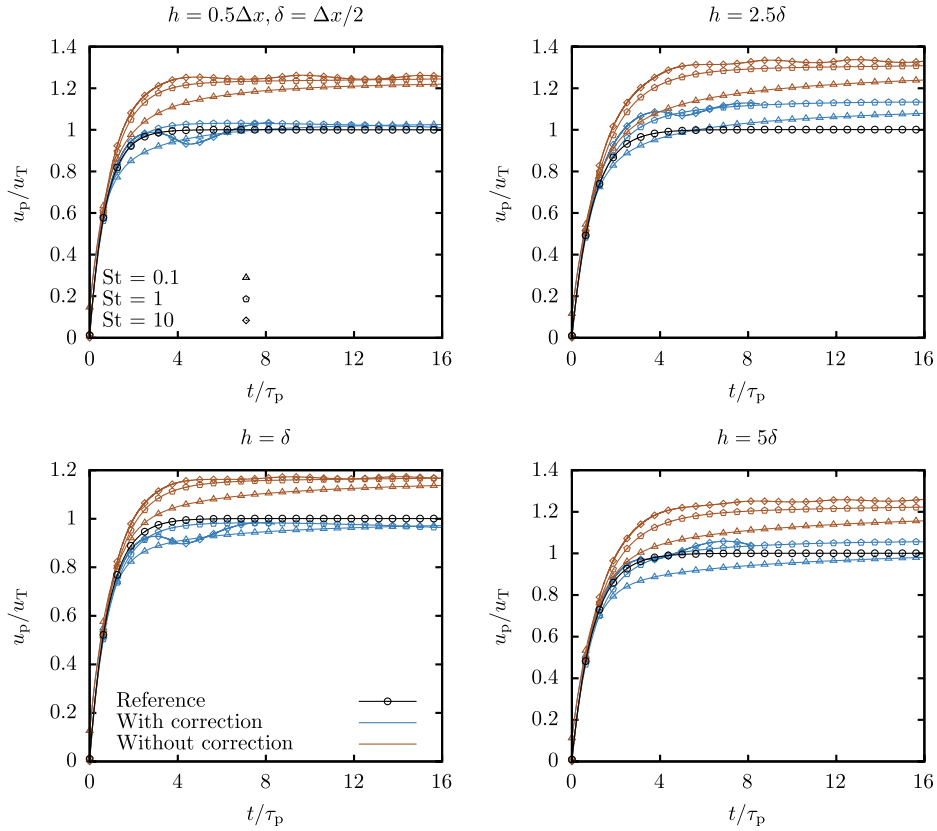 h = 0.5Δx, δ = Δx/2
1.4
1.2
1
0.8
0.6
0.4
0.2
0
u_p/u_T
St = 0.1
St = 1
St = 10
0 4 8 12 16
t/τ_p
h = 2.5δ
1.4
1.2
1
0.8
0.6
0.4
0.2
0
u_p/u_T
0 4 8 12 16
t/τ_p
h = δ
1.2
1
0.8
0.6
0.4
0.2
0
u_p/u_T
Reference
With correction
Without correction
0 4 8 12 16
t/τ_p
h = 5δ
1.4
1.2
1
0.8
0.6
0.4
0.2
0
u_p/u_T
0 4 8 12 16
t/τ_p